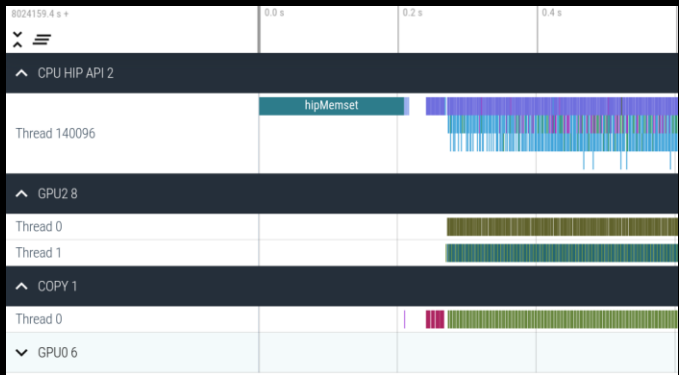 8024159.4 s +
0.0 s
0.2 s
0.4 s
CPU HIP API 2
hipMemset
Thread 140096
GPU2 8
Thread 0
Thread 1
COPY 1
Thread 0
GPU0 6